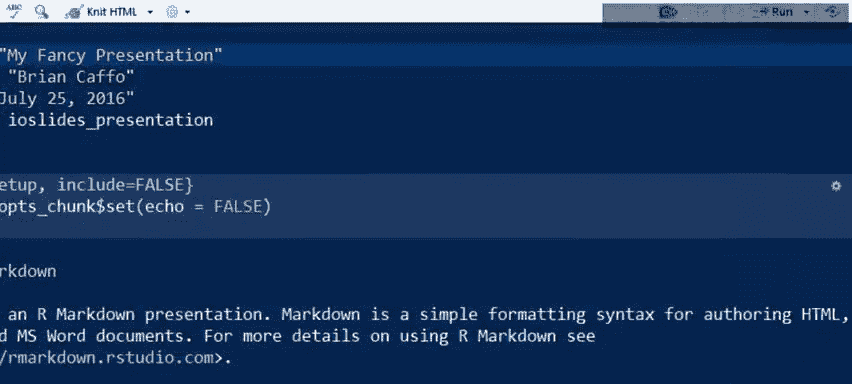 ABC Knit HTML Run
"My Fancy Presentation"
"Brian Caffo"
July 25, 2016"
ioslides_presentation
etup, include=FALSE}
opts_chunk$set(echo = FALSE)
rkdown
an R Markdown presentation. Markdown is a simple formatting syntax for authoring HTML,
d MS Word documents. For more details on using R Markdown see
/rmarkdown.rstudio.com>.